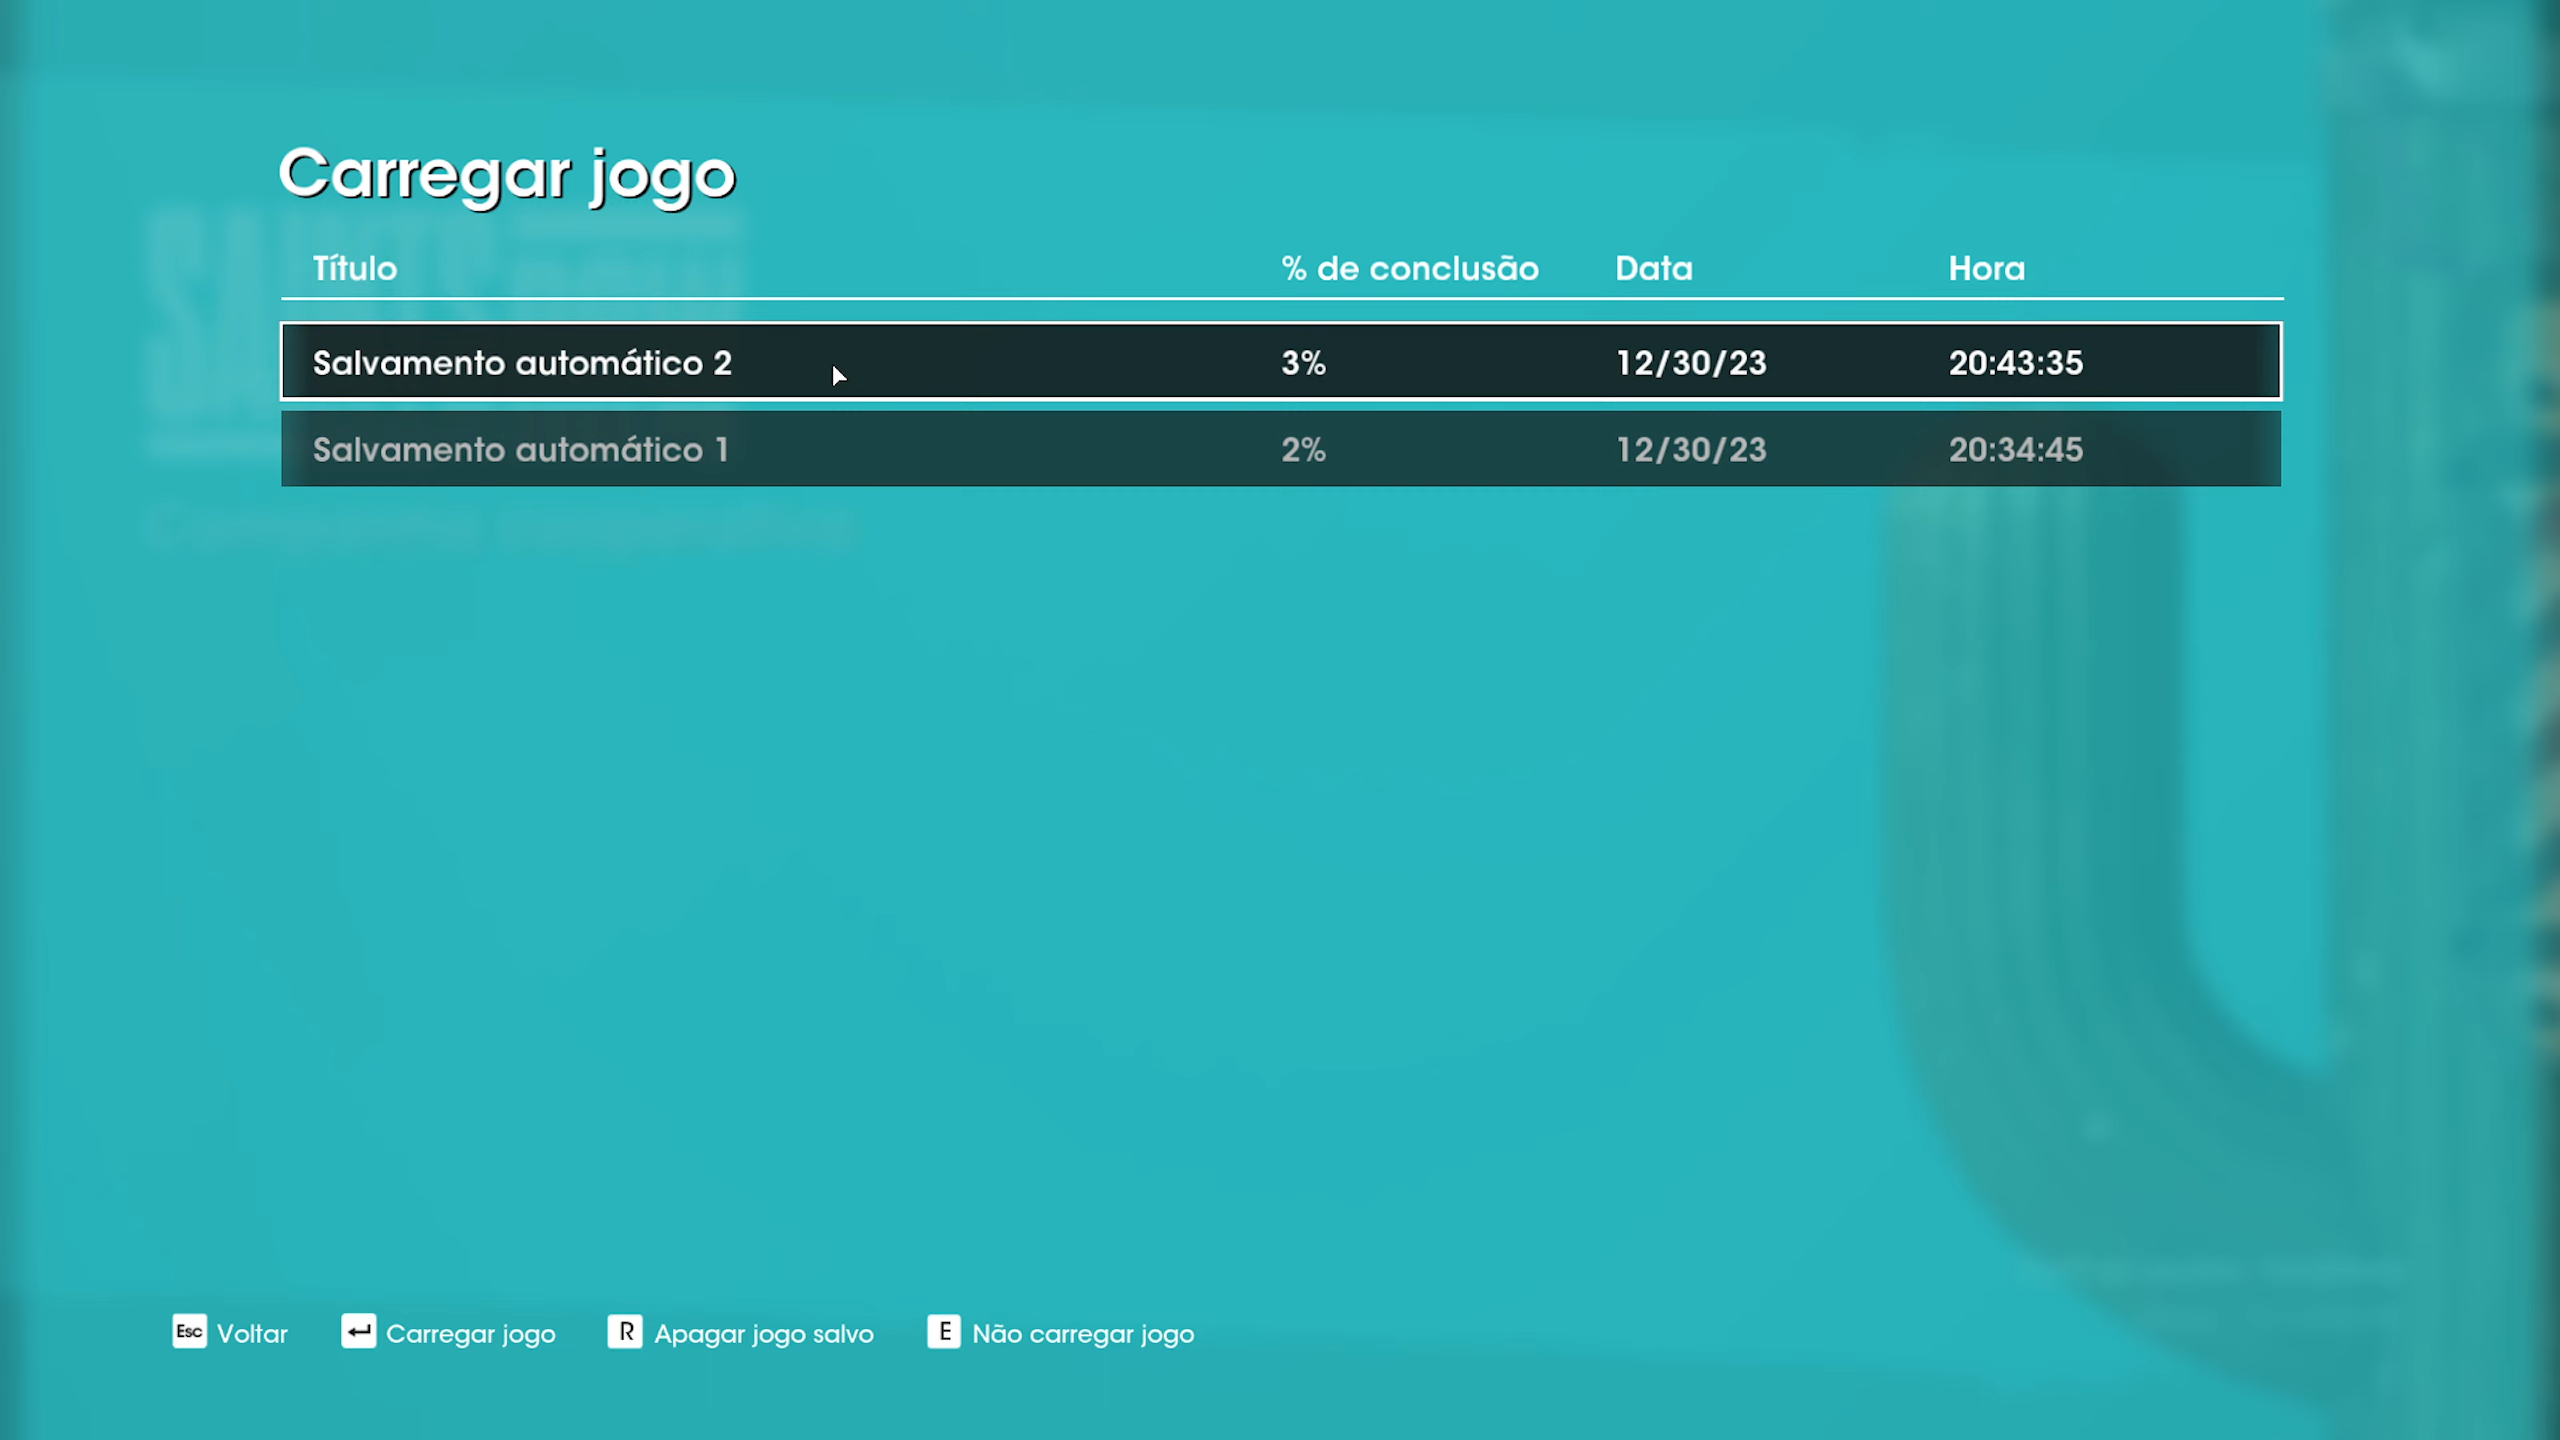 Carregar jogo
Título % de conclusão Data Hora
Salvamento automático 2 3% 12/30/23 20:43:35
Salvamento automático 1 2% 12/30/23 20:34:45
Esc Voltar Carregar jogo R Apagar jogo salvo E Não carregar jogo